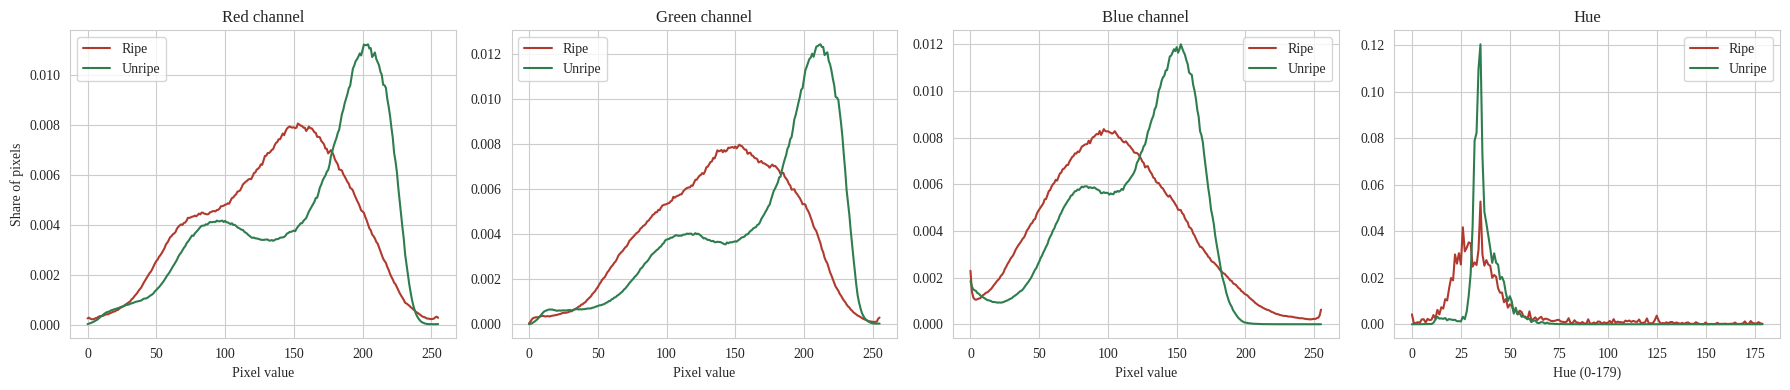 Red channel
Ripe
Unripe
Share of pixels
0.010
0.008
0.006
0.004
0.002
0.000
0 50 100 150 200 250
Pixel value
Green channel
Ripe
Unripe
0.012
0.010
0.008
0.006
0.004
0.002
0.000
0 50 100 150 200 250
Pixel value
Blue channel
Ripe
Unripe
0.012
0.010
0.008
0.006
0.004
0.002
0.000
0 50 100 150 200 250
Pixel value
Hue
Ripe
Unripe
0.12
0.10
0.08
0.06
0.04
0.02
0.00
0 25 50 75 100 125 150 175
Hue (0-179)